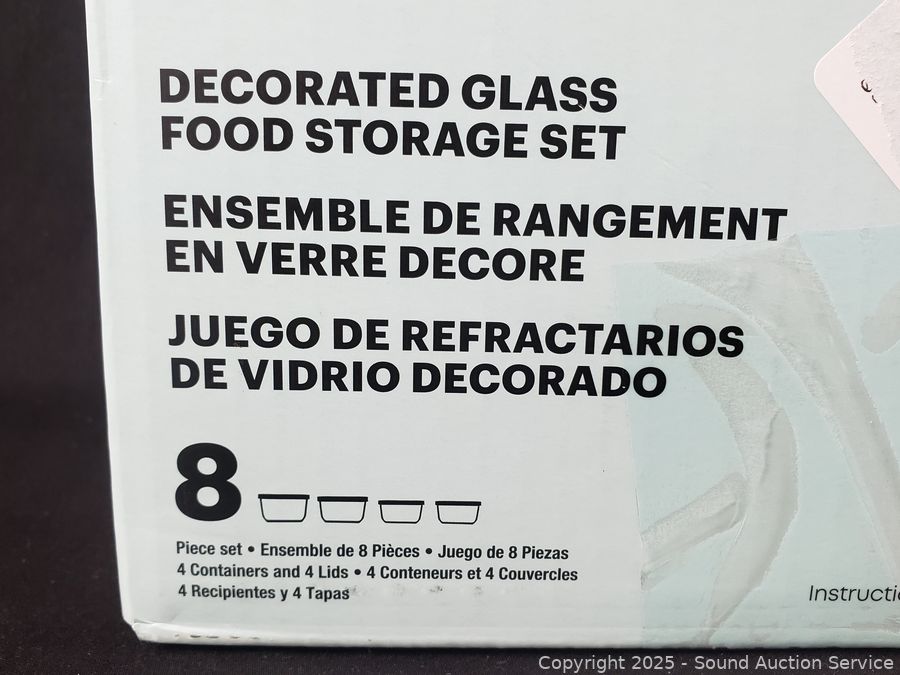 DECORATED GLASS
FOOD STORAGE SET
ENSEMBLE DE RANGEMENT
EN VERRE DECORE
JUEGO DE REFRACTARIOS
DE VIDRIO DECORADO
8
Piece set • Ensemble de 8 Pièces • Juego de 8 Piezas
4 Containers and 4 Lids • 4 Conteneurs et 4 Couvercles
4 Recipientes y 4 Tapas
Copyright 2025 - Sound Auction Service